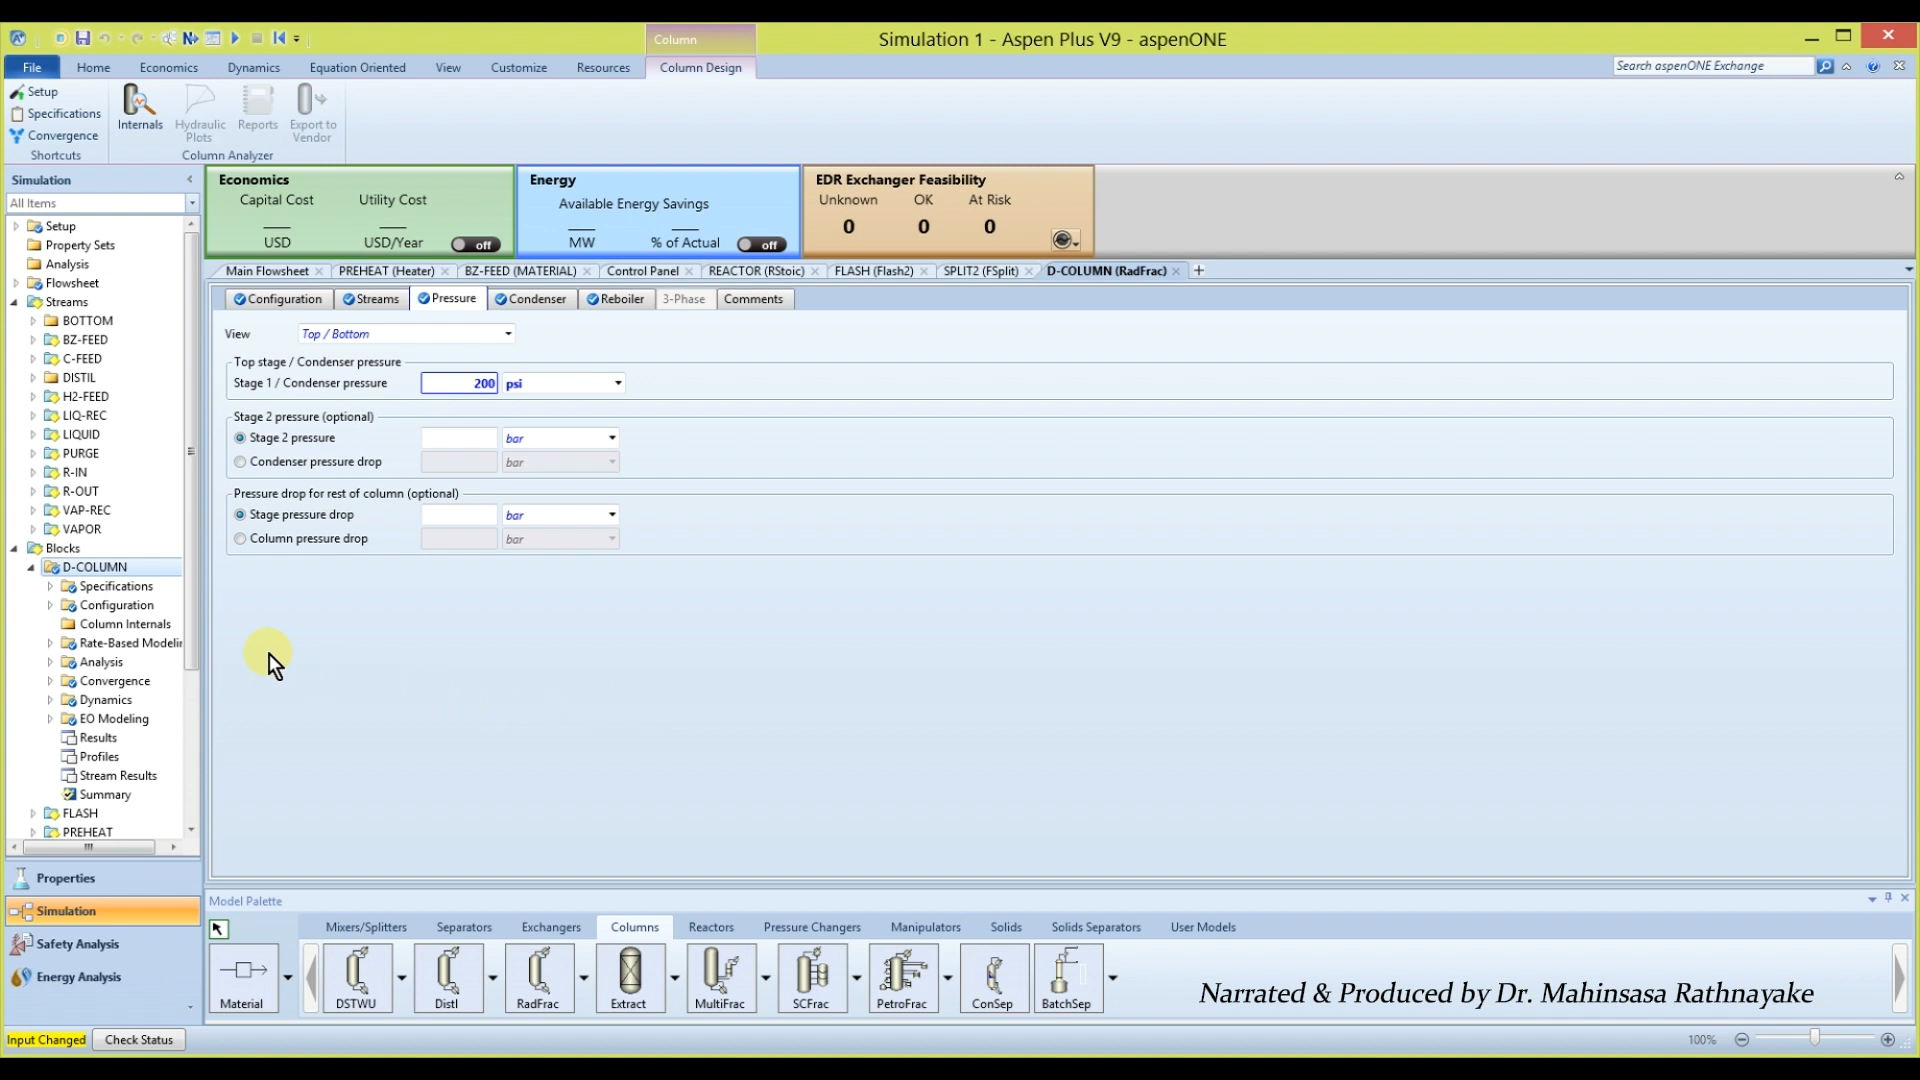 Column
Simulation 1 - Aspen Plus V9 - aspenONE
File Home Economics Dynamics Equation Oriented View Customize Resources Column Design
Search aspenONE Exchange
Setup
Specifications
Convergence
Shortcuts
Internals
Hydraulic Plots
Reports
Export to Vendor
Column Analyzer
Simulation
All Items
Economics
Capital Cost Utility Cost
USD USD/Year off
Energy
Available Energy Savings
MW % of Actual off
EDR Exchanger Feasibility
Unknown OK At Risk
0 0 0
Main Flowsheet PREHEAT (Heater) BZ-FEED (MATERIAL) Control Panel REACTOR (RStoic) FLASH (Flash2) SPLIT2 (FSplit) D-COLUMN (RadFrac) +
Configuration Streams Pressure Condenser Reboiler 3-Phase Comments
View Top / Bottom
Top stage / Condenser pressure
Stage 1 / Condenser pressure 200 psi
Stage 2 pressure (optional)
Stage 2 pressure bar
Condenser pressure drop bar
Pressure drop for rest of column (optional)
Stage pressure drop bar
Column pressure drop bar
Setup
Property Sets
Analysis
Flowsheet
Streams
BOTTOM
BZ-FEED
C-FEED
DISTIL
H2-FEED
LIQ-REC
LIQUID
PURGE
R-IN
R-OUT
VAP-REC
VAPOR
Blocks
D-COLUMN
Specifications
Configuration
Column Internals
Rate-Based Modelin
Analysis
Convergence
Dynamics
EO Modeling
Results
Profiles
Stream Results
Summary
FLASH
PREHEAT
Properties
Simulation
Safety Analysis
Energy Analysis
Model Palette
Mixers/Splitters Separators Exchangers Columns Reactors Pressure Changers Manipulators Solids Solids Separators User Models
Material DSTWU Distl RadFrac Extract MultiFrac SCFrac PetroFrac ConSep BatchSep
Narrated & Produced by Dr. Mahinsasa Rathnayake
Input Changed Check Status 100%